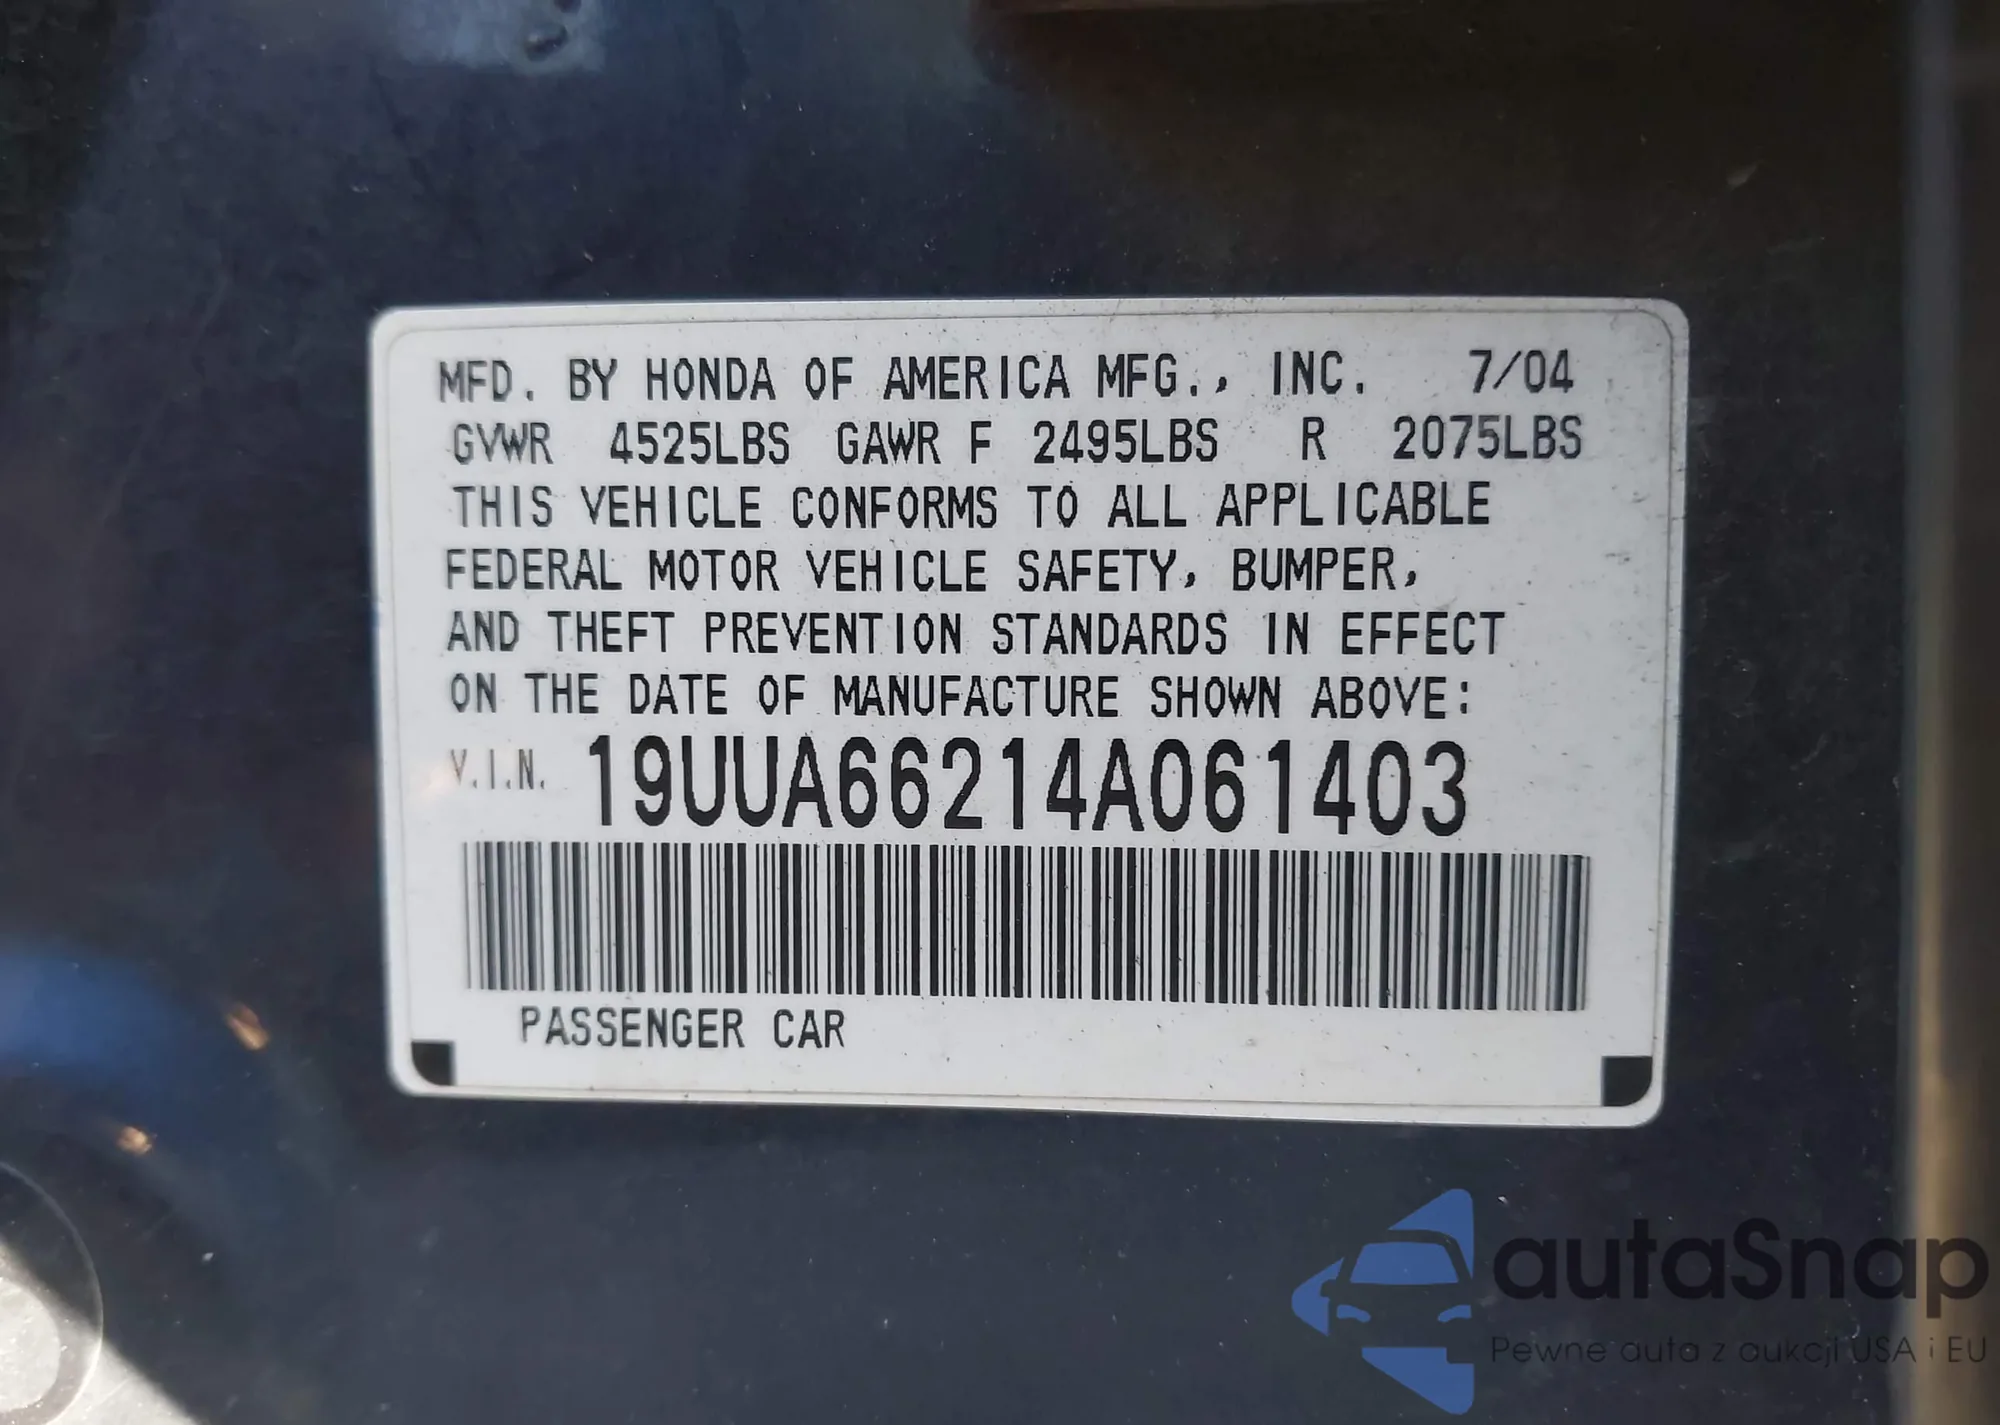 MFD. BY HONDA OF AMERICA MFG., INC. 7/04
GVWR 4525LBS GAWR F 2495LBS R 2075LBS
THIS VEHICLE CONFORMS TO ALL APPLICABLE
FEDERAL MOTOR VEHICLE SAFETY, BUMPER,
AND THEFT PREVENTION STANDARDS IN EFFECT
ON THE DATE OF MANUFACTURE SHOWN ABOVE:
V.I.N. 19UUA66214A061403
PASSENGER CAR
autaSnap
Pewne auta z aukcji USA i EU